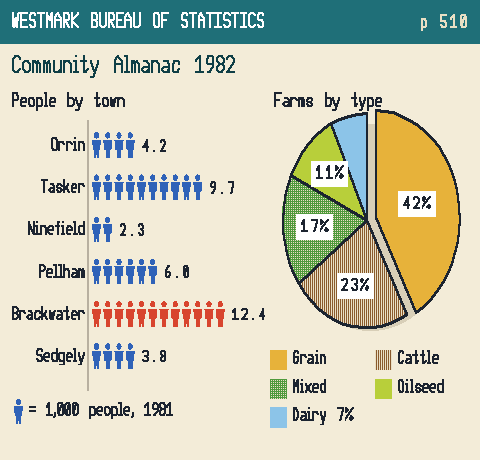 WESTMARK BUREAU OF STATISTICS p 510
Community Almanac 1982
People by town
Orrin 4.2
Tasker 9.7
Ninefield 2.3
Pellham 6.0
Brackwater 12.4
Sedgely 3.8
= 1,000 people, 1981
Farms by type
42%
11%
17%
23%
Grain
Cattle
Mixed
Oilseed
Dairy 7%